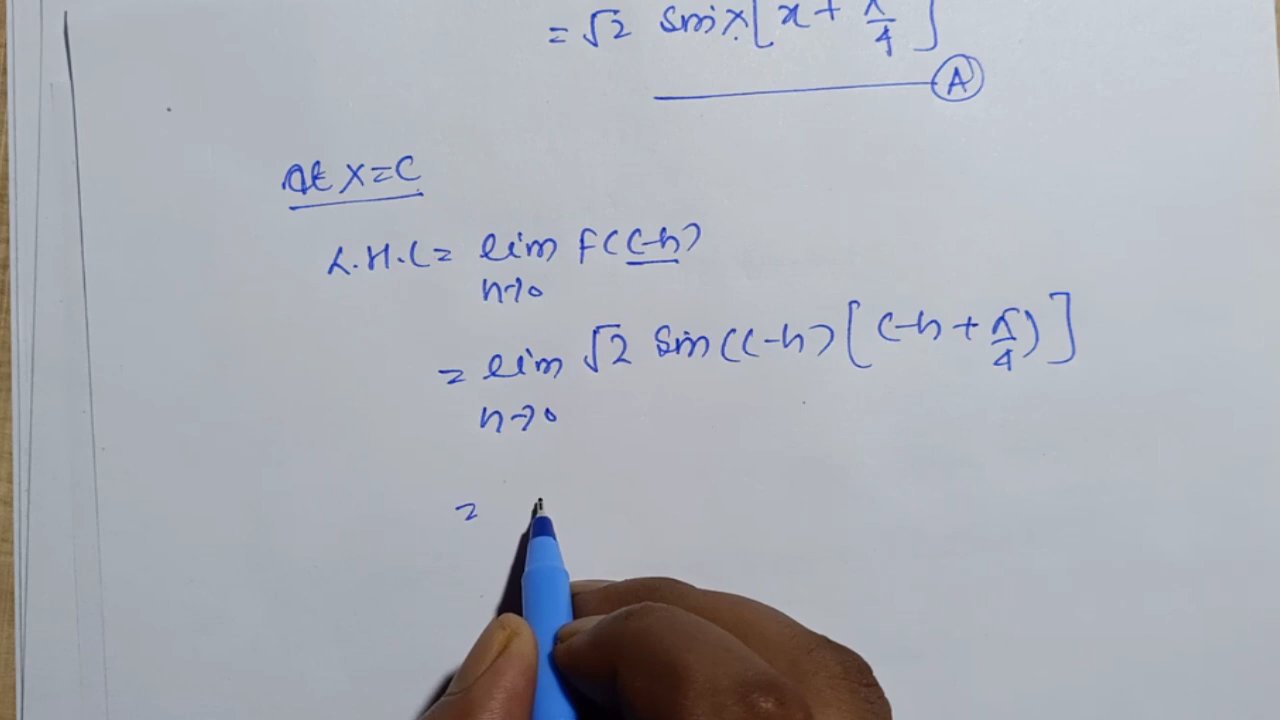 = √2 sin x [x + π/4]
A
at x = c
L.H.L = lim f(c-h)
h→0
= lim √2 sin(c-h) [c-h + π/4)]
h→0
=